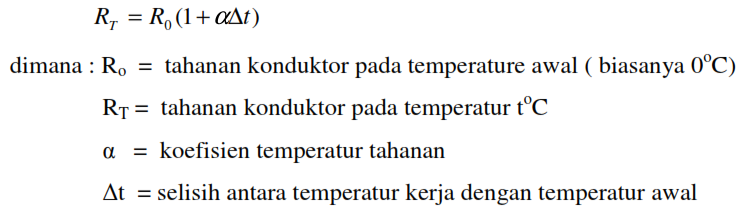 R_T = R_0 (1 + αΔt)
dimana : R_o = tahanan konduktor pada temperature awal ( biasanya 0°C)
R_T = tahanan konduktor pada temperatur t°C
α = koefisien temperatur tahanan
Δt = selisih antara temperatur kerja dengan temperatur awal